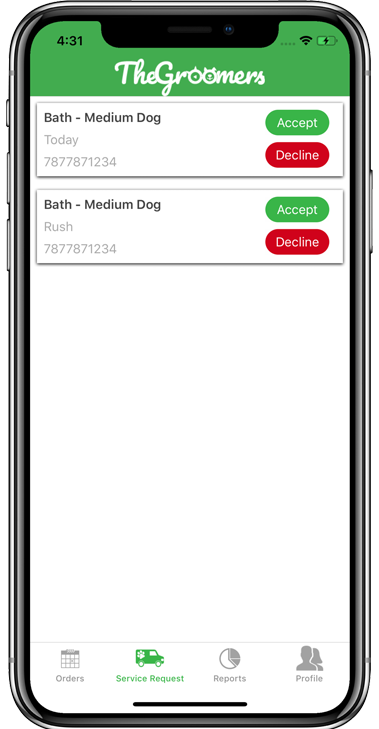 4:31
TheGroomers
Bath - Medium Dog
Accept
Today
Decline
7877871234
Bath - Medium Dog
Accept
Rush
Decline
7877871234
Orders
Service Request
Reports
Profile